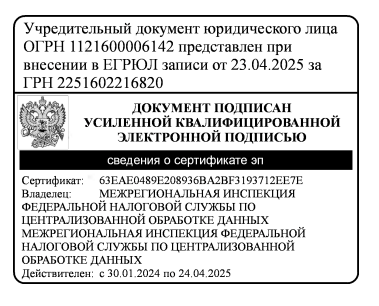 Учредительный документ юридического лица
ОГРН 1121600006142 представлен при
внесении в ЕГРЮЛ записи от 23.04.2025 за
ГРН 2251602216820
ДОКУМЕНТ ПОДПИСАН
УСИЛЕННОЙ КВАЛИФИЦИРОВАННОЙ
ЭЛЕКТРОННОЙ ПОДПИСЬЮ
сведения о сертификате эп
Сертификат: 63EAE0489E208936BA2BF3193712EE7E
Владелец: МЕЖРЕГИОНАЛЬНАЯ ИНСПЕКЦИЯ
ФЕДЕРАЛЬНОЙ НАЛОГОВОЙ СЛУЖБЫ ПО
ЦЕНТРАЛИЗОВАННОЙ ОБРАБОТКЕ ДАННЫХ
МЕЖРЕГИОНАЛЬНАЯ ИНСПЕКЦИЯ ФЕДЕРАЛЬНОЙ
НАЛОГОВОЙ СЛУЖБЫ ПО ЦЕНТРАЛИЗОВАННОЙ
ОБРАБОТКЕ ДАННЫХ
Действителен: с 30.01.2024 по 24.04.2025